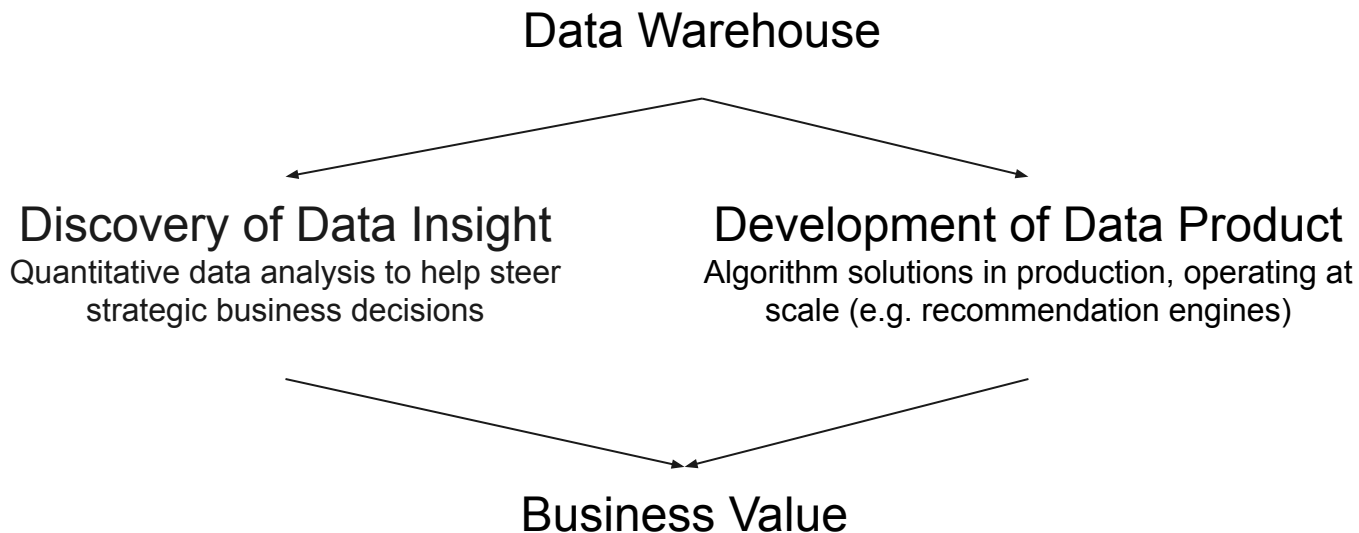 Data Warehouse
Discovery of Data Insight
Quantitative data analysis to help steer
strategic business decisions
Development of Data Product
Algorithm solutions in production, operating at
scale (e.g. recommendation engines)
Business Value